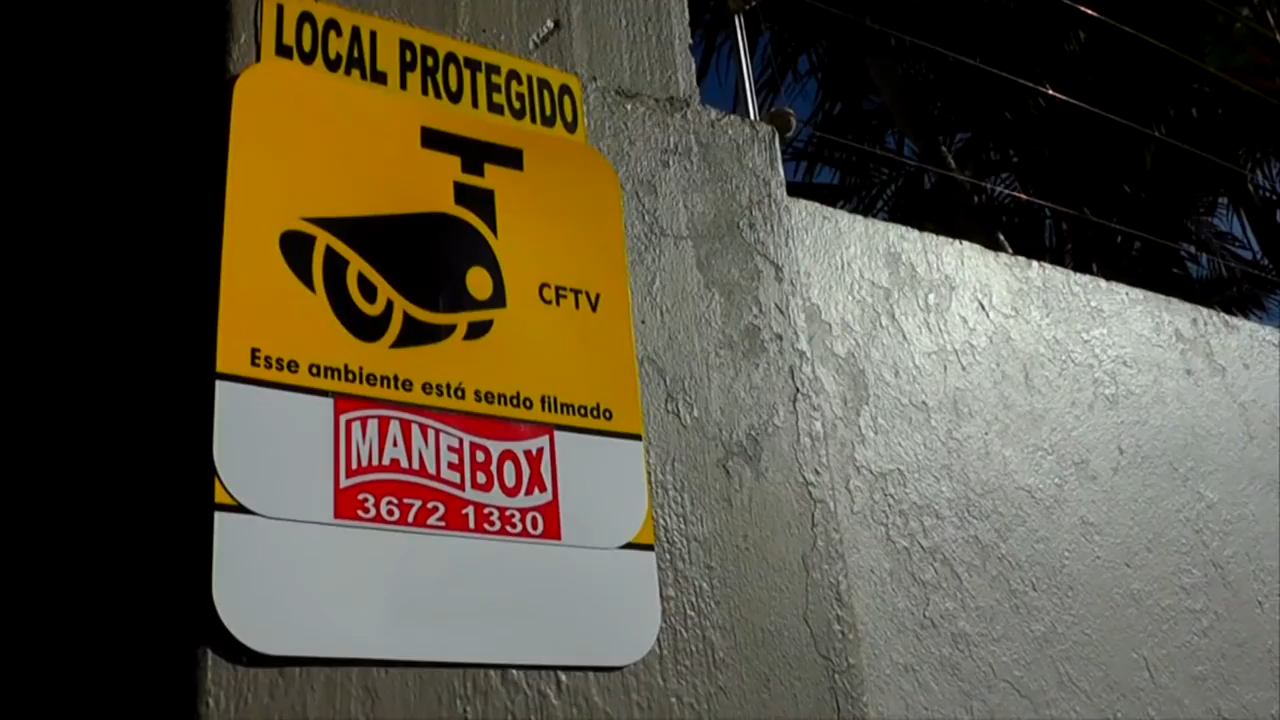 LOCAL PROTEGIDO
CFTV
Esse ambiente está sendo filmado
MANEBOX
3672 1330